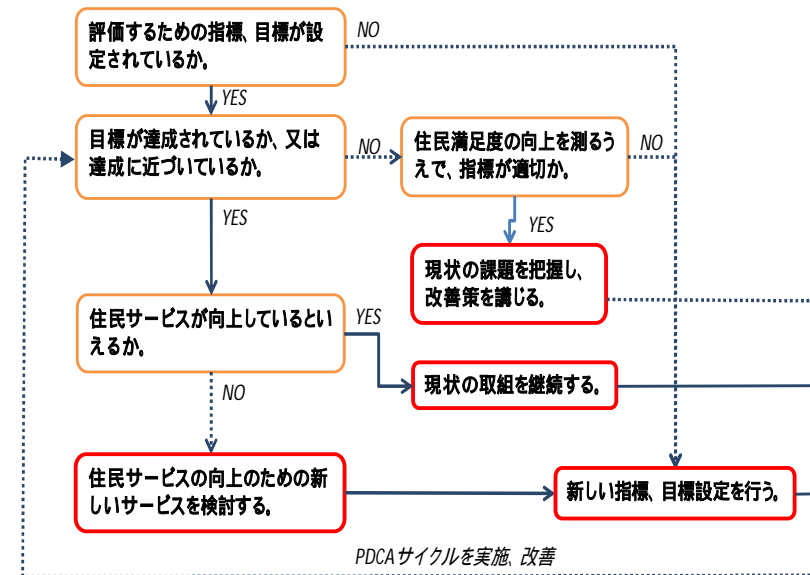 評価するための指標、目標が設
定されているか。
NO
YES
目標が達成されているか、又は
達成に近づいているか。
NO
住民満足度の向上を測るう
えで、指標が適切か。
NO
YES
YES
現状の課題を把握し、
改善策を講じる。
住民サービスが向上しているとい
えるか。
YES
現状の取組を継続する。
NO
住民サービスの向上のための新
しいサービスを検討する。
新しい指標、目標設定を行う。
PDCAサイクルを実施、改善